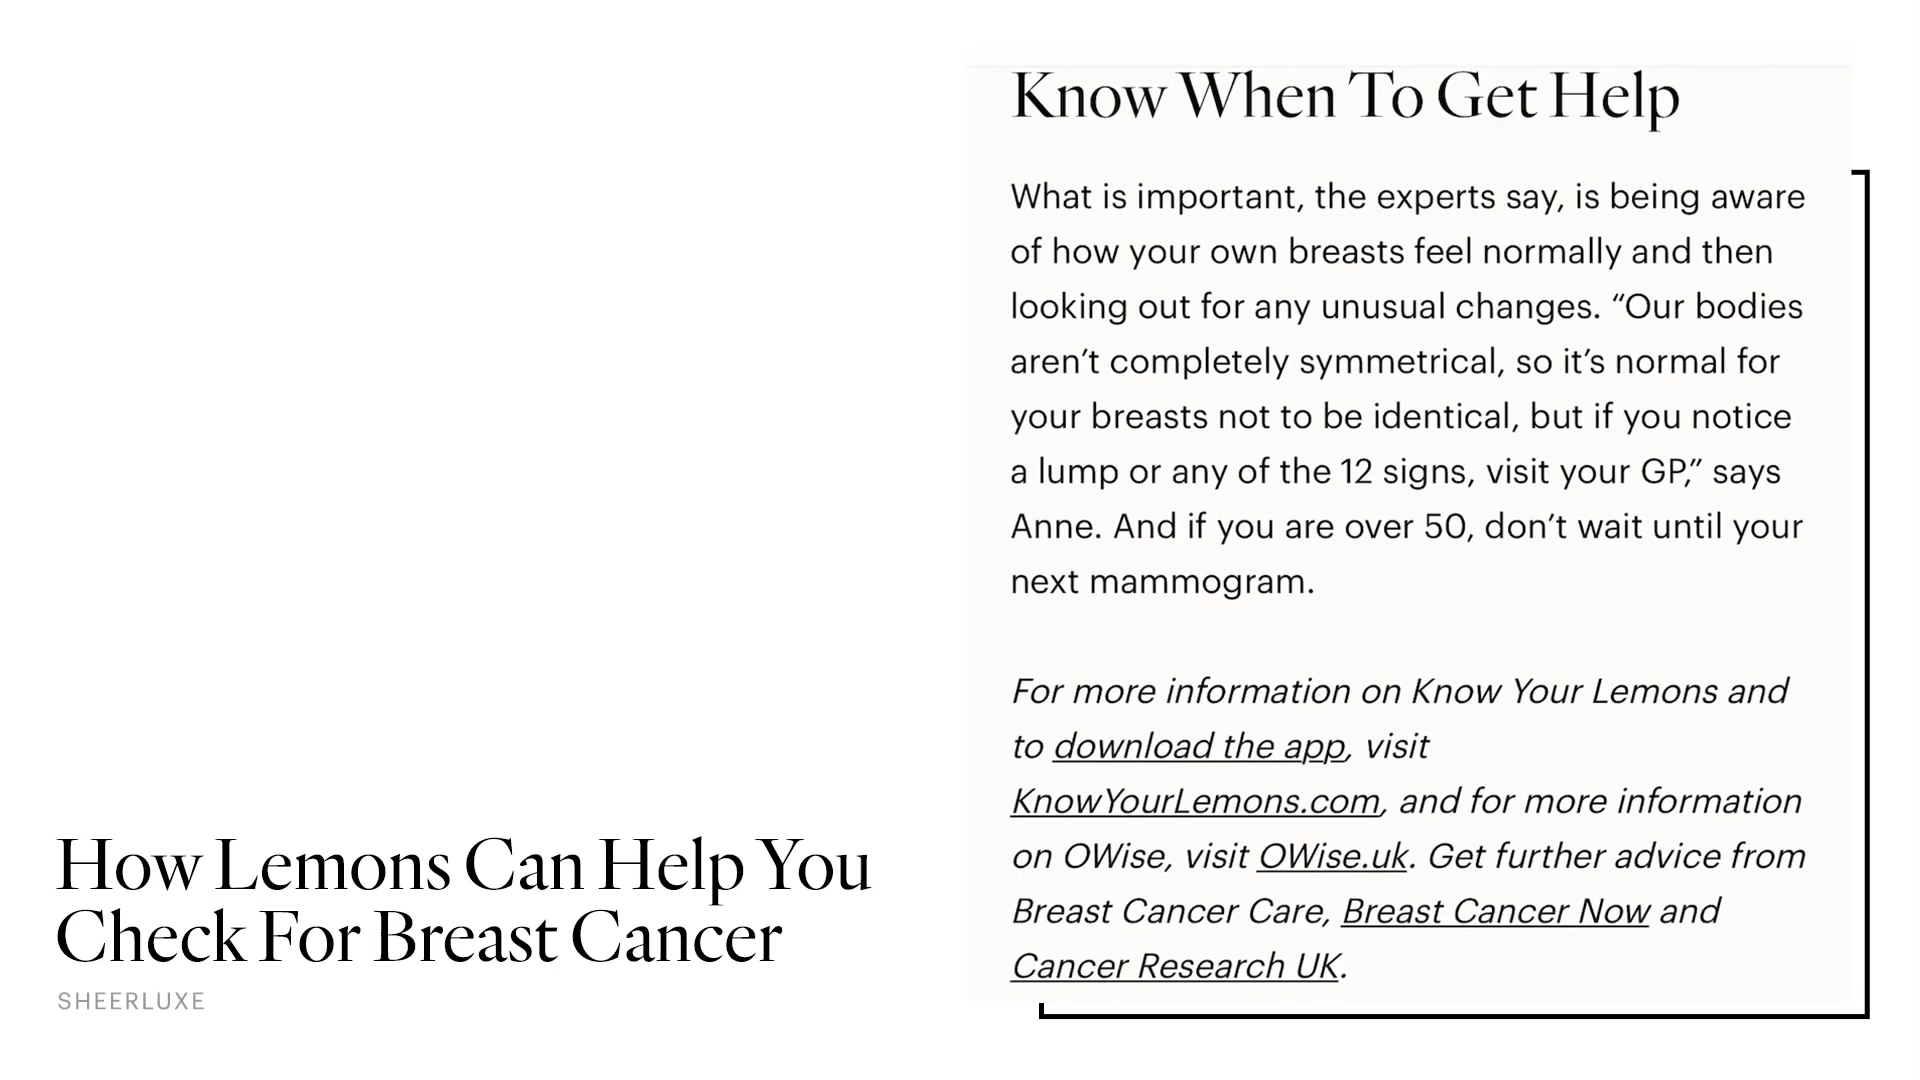 Know When To Get Help
What is important, the experts say, is being aware
of how your own breasts feel normally and then
looking out for any unusual changes. “Our bodies
aren’t completely symmetrical, so it’s normal for
your breasts not to be identical, but if you notice
a lump or any of the 12 signs, visit your GP,” says
Anne. And if you are over 50, don’t wait until your
next mammogram.
For more information on Know Your Lemons and
to download the app, visit
KnowYourLemons.com, and for more information
on OWise, visit OWise.uk. Get further advice from
Breast Cancer Care, Breast Cancer Now and
Cancer Research UK.
How Lemons Can Help You
Check For Breast Cancer
SHEERLUXE